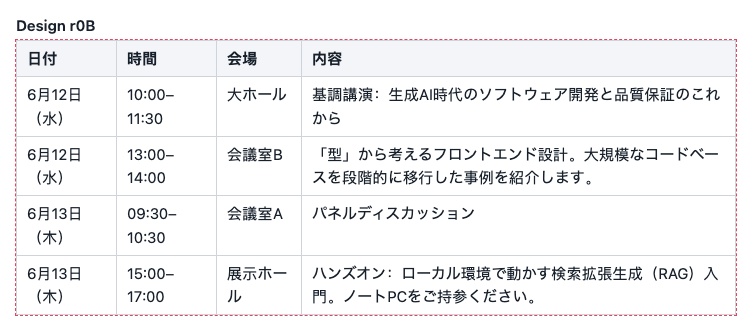 Design r0B
日付 時間 会場 内容
6月12日 10:00– 大ホール 基調講演：生成AI時代のソフトウェア開発と品質保証のこれ
（水） 11:30 から
6月12日 13:00– 会議室B 「型」から考えるフロントエンド設計。大規模なコードベー
（水） 14:00 スを段階的に移行した事例を紹介します。
6月13日 09:30– 会議室A パネルディスカッション
（木） 10:30
6月13日 15:00– 展示ホー ハンズオン：ローカル環境で動かす検索拡張生成（RAG）入
（木） 17:00 ル 門。ノートPCをご持参ください。